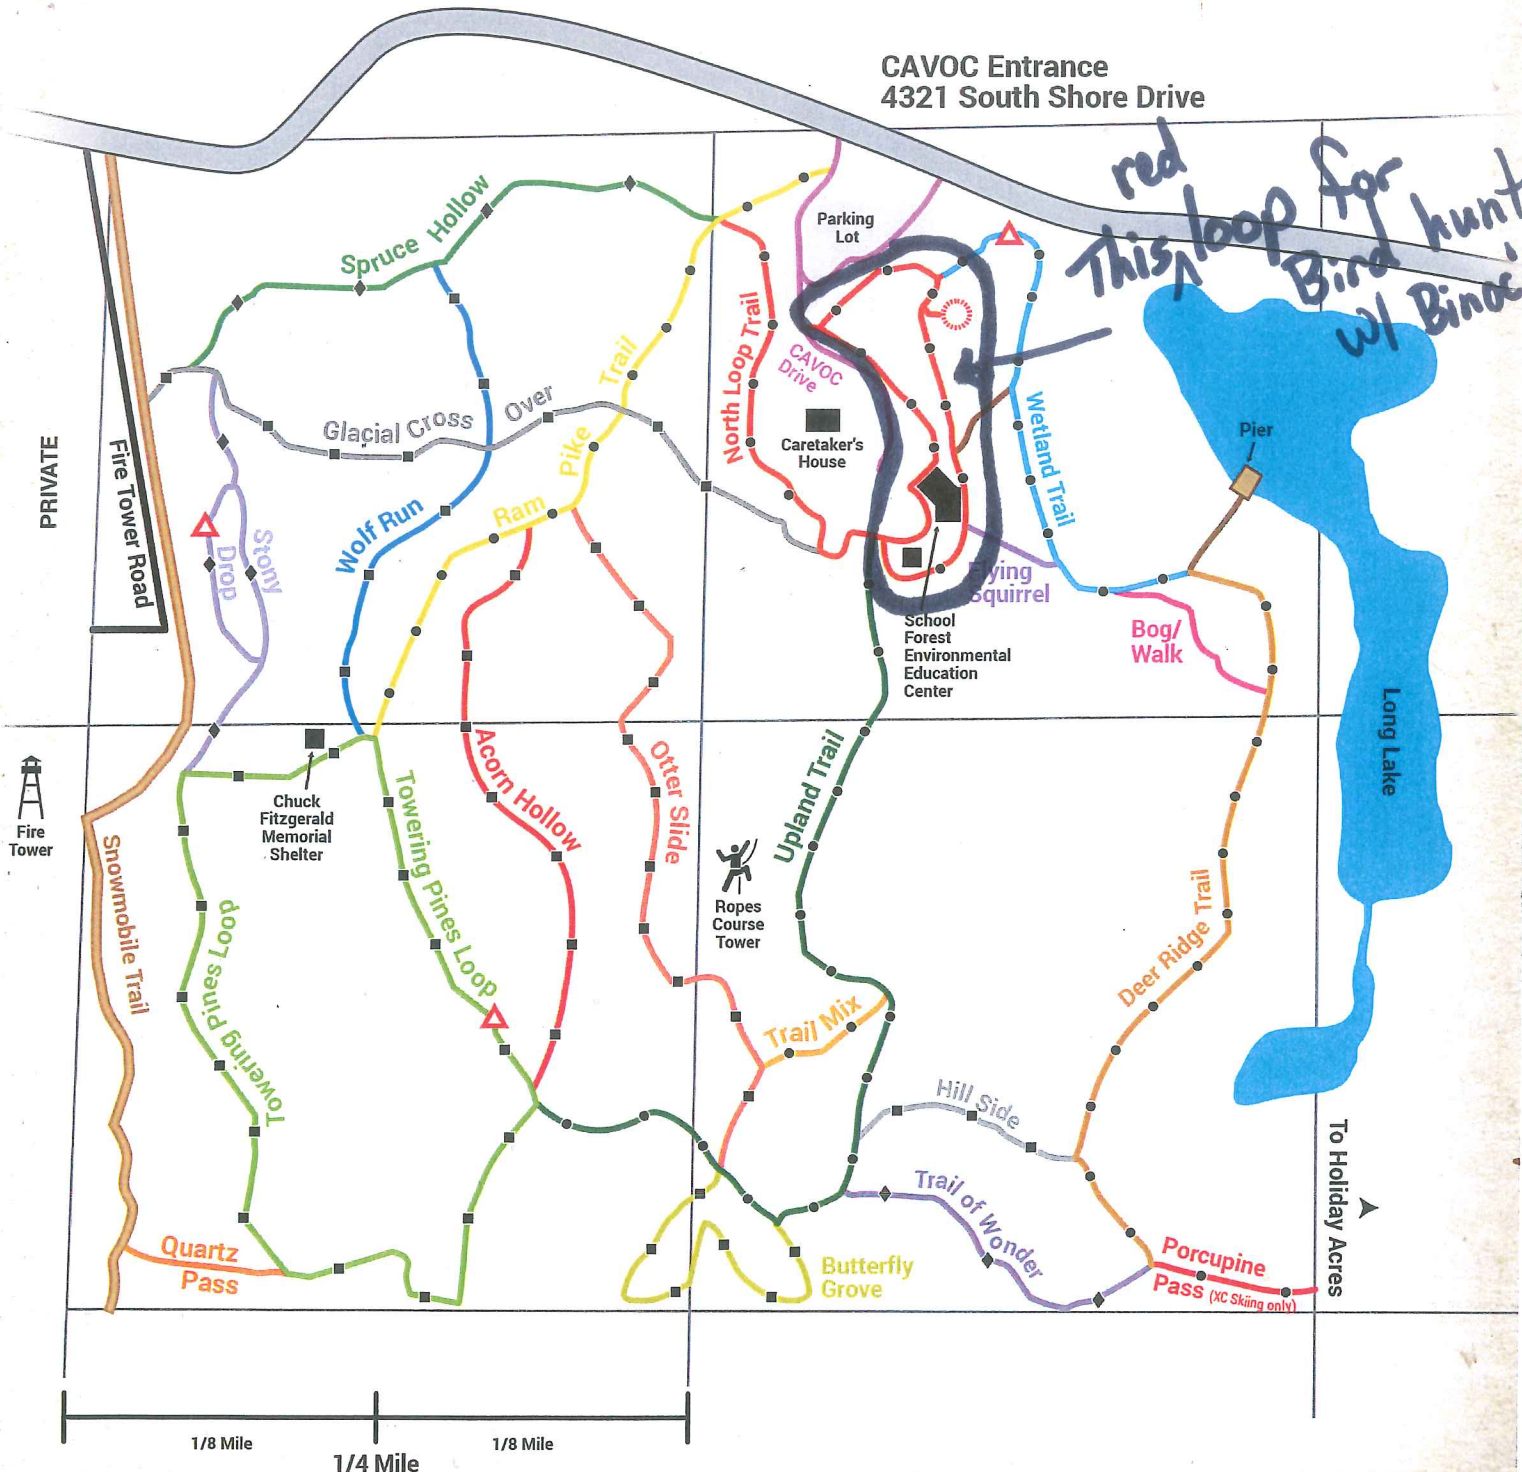 CAVOC Entrance
4321 South Shore Drive
red
This ^ loop for
Bird hunt
w/
Parking
Lot
Spruce Hollow
North Loop Trail
CAVOC
Drive
Pike Trail
Glacial Cross Over
Caretaker's
House
Wetland Trail
Pier
PRIVATE
Fire Tower Road
Ram
Wolf Run
Stony
Drop
Flying
Squirrel
School
Forest
Environmental
Education
Center
Bog/
Walk
Long Lake
Fire
Tower
Chuck
Fitzgerald
Memorial
Shelter
Towering Pines Loop
Acorn Hollow
Otter Slide
Upland Trail
Ropes
Course
Tower
Snowmobile Trail
Towering Pines Loop
Deer Ridge Trail
Trail Mix
Hill Side
Trail of Wonder
To Holiday Acres
Quartz
Pass
Butterfly
Grove
Porcupine
Pass (XC Skiing only)
1/8 Mile
1/8 Mile
1/4 Mile